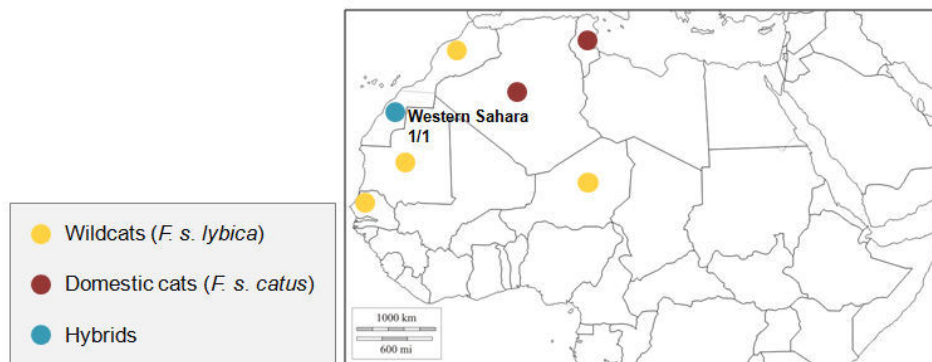 Western Sahara
1/1
Wildcats (F. s. lybica)
Domestic cats (F. s. catus)
Hybrids
1000 km
600 mi